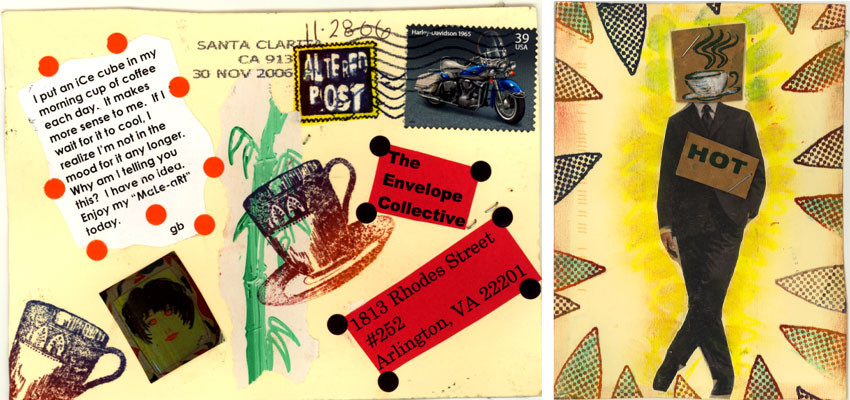 I put an iCe cube in my
morning cup of coffee
each day. It makes
more sense to me. If I
wait for it to cool, I
realize I'm not in the
mood for it any longer.
Why am I telling you
this? I have no idea.
Enjoy my "McLe-aRt"
today.
gb
11·28·06
SANTA CLARIT
CA 913
30 NOV 2006
ALTERED
POST
Harley-Davidson 1965
39
USA
The
Envelope
Collective
1813 Rhodes Street
#252
Arlington, VA 22201
HOT